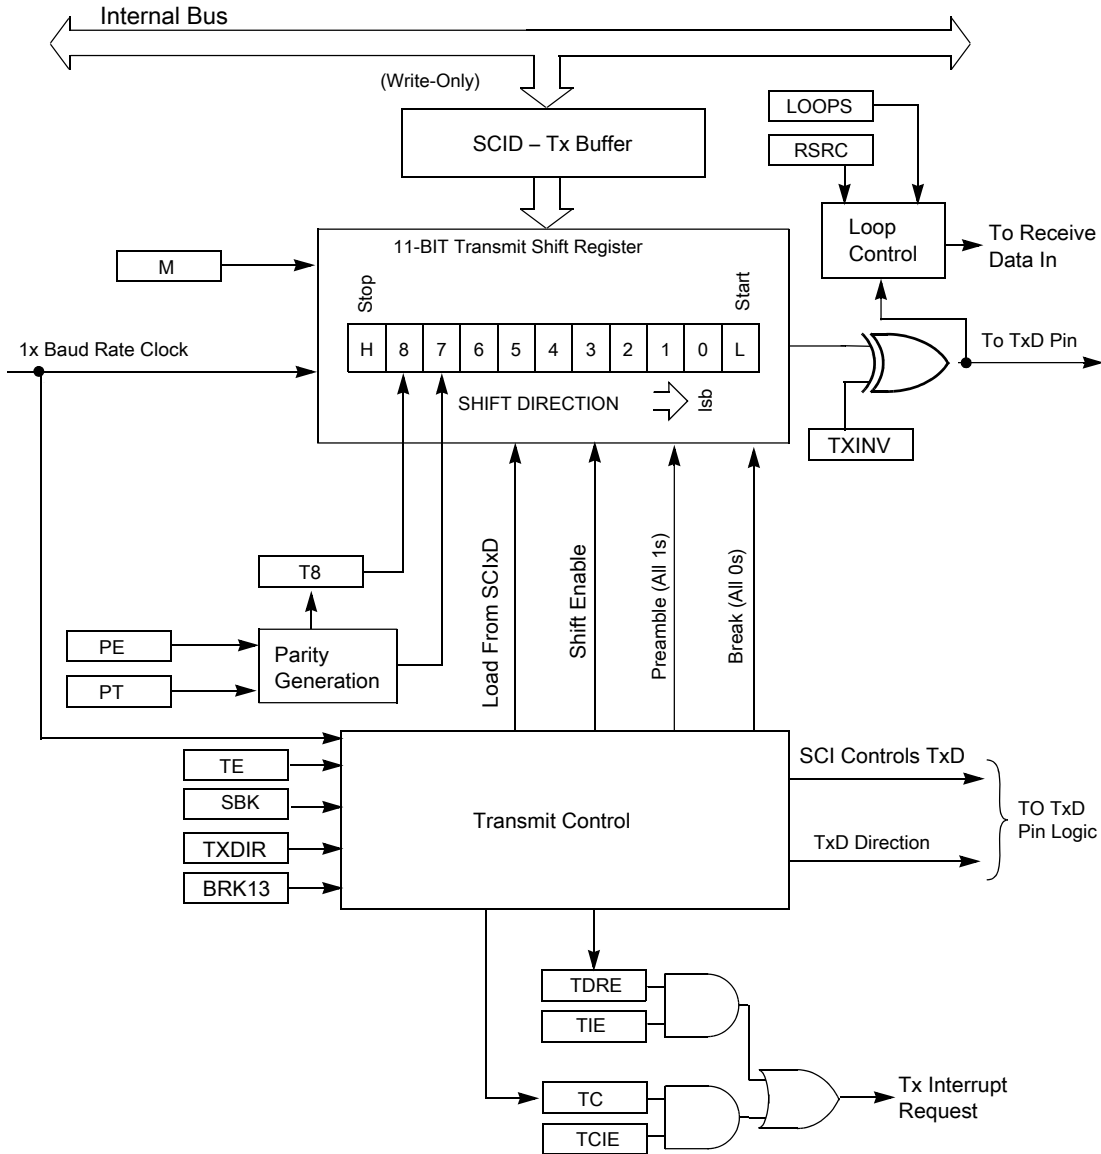 Internal Bus
(Write-Only)
LOOPS
SCID – Tx Buffer
RSRC
11-BIT Transmit Shift Register
Loop
Control
To Receive
Data In
M
Stop
Start
1x Baud Rate Clock
H 8 7 6 5 4 3 2 1 0 L
To TxD Pin
SHIFT DIRECTION
lsb
TXINV
Load From SCIxD
Shift Enable
Preamble (All 1s)
Break (All 0s)
T8
PE
Parity
Generation
PT
TE
SBK
TXDIR
BRK13
Transmit Control
SCI Controls TxD
TxD Direction
TO TxD
Pin Logic
TDRE
TIE
TC
TCIE
Tx Interrupt
Request